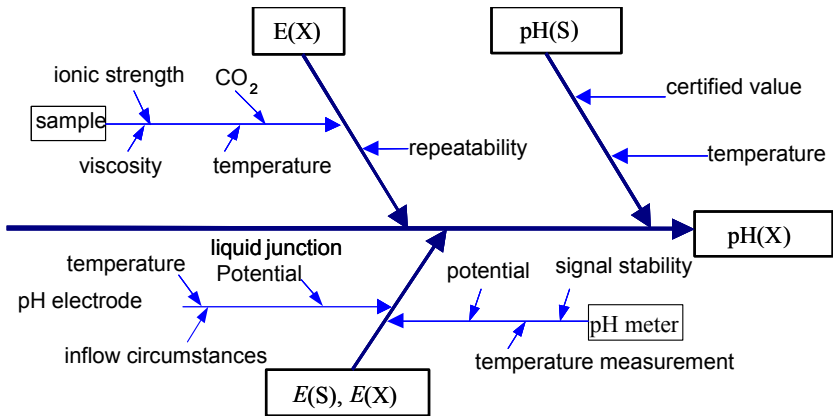 E(X)
pH(S)
ionic strength
CO2
certified value
sample
viscosity
temperature
repeatability
temperature
pH(X)
liquid junction
Potential
temperature
potential
signal stability
pH electrode
pH meter
inflow circumstances
temperature measurement
E(S), E(X)